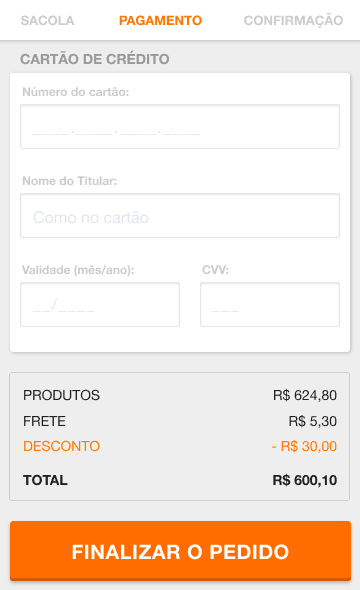 SACOLA PAGAMENTO CONFIRMAÇÃO
CARTÃO DE CRÉDITO
Número do cartão:
____.____.____.____
Nome do Titular:
Como no cartão
Validade (mês/ano): CVV:
__/____ ___
PRODUTOS R$ 624,80
FRETE R$ 5,30
DESCONTO - R$ 30,00
TOTAL R$ 600,10
FINALIZAR O PEDIDO